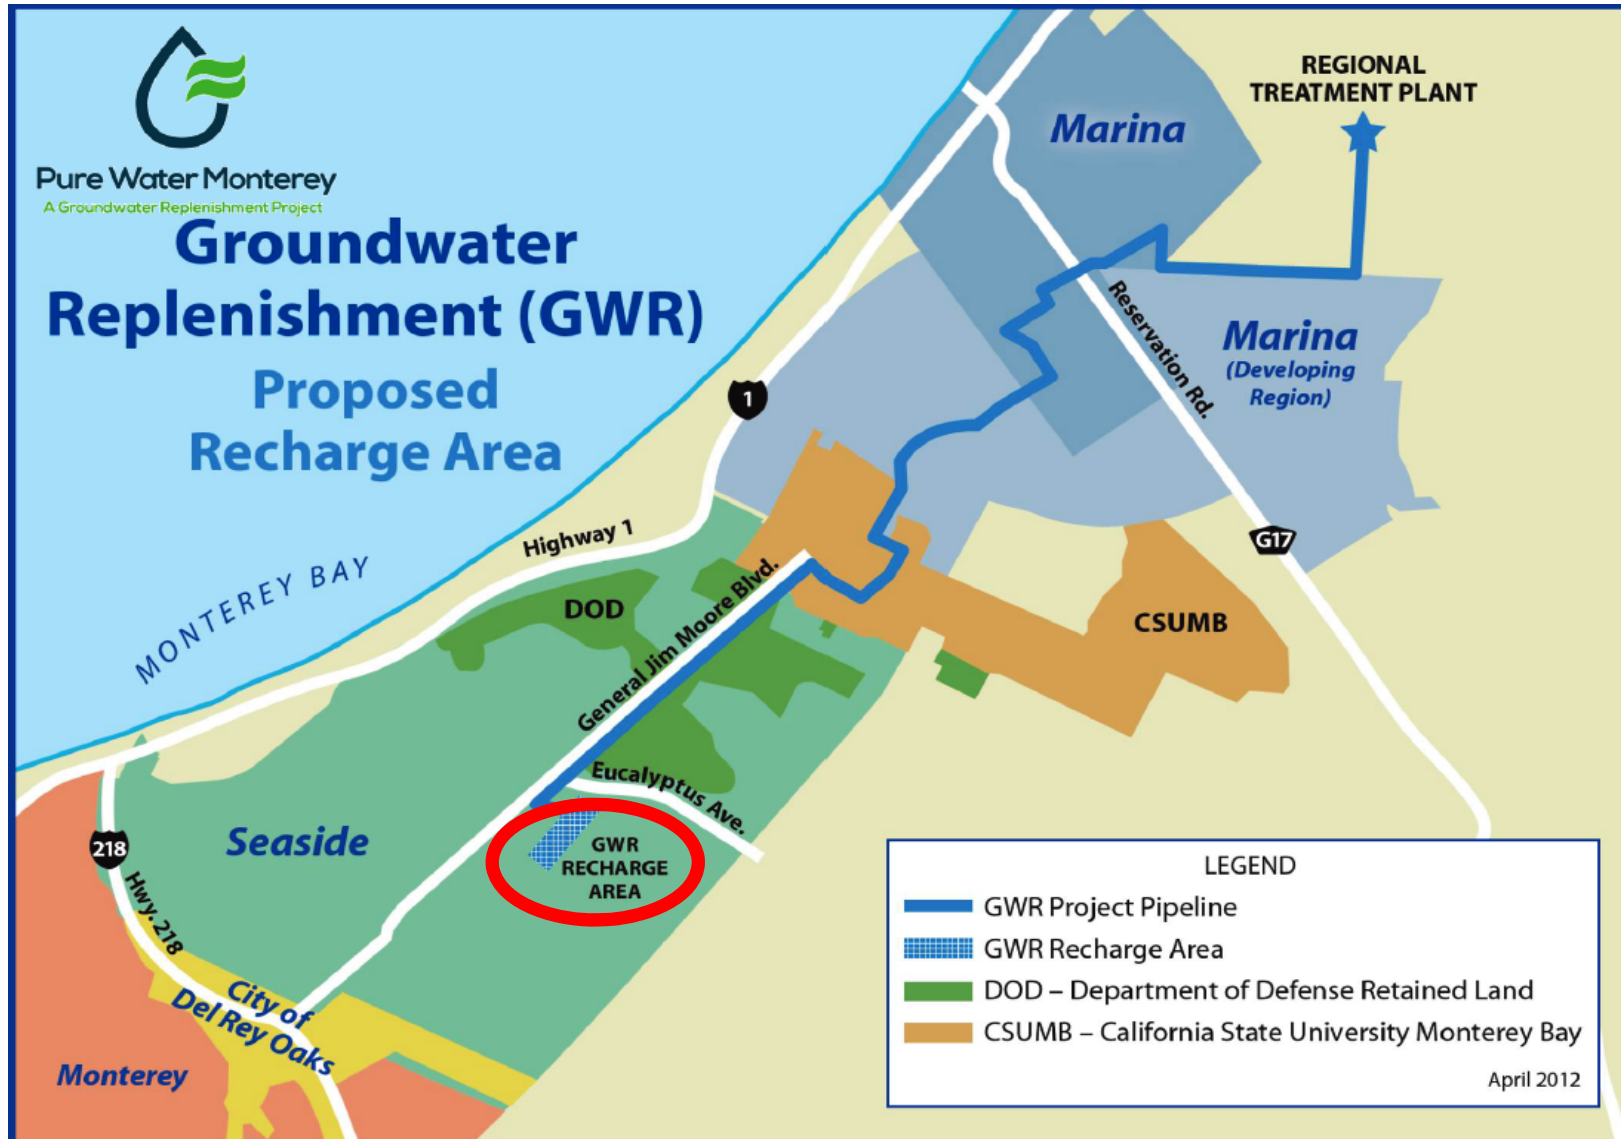 Pure Water Monterey
A Groundwater Replenishment Project
Groundwater
Replenishment (GWR)
Proposed
Recharge Area
REGIONAL
TREATMENT PLANT
Marina
Reservation Rd.
Marina
(Developing
Region)
1
Highway 1
MONTEREY BAY
G17
DOD
General Jim Moore Blvd.
CSUMB
Eucalyptus Ave.
Seaside
218
Hwy. 218
GWR
RECHARGE
AREA
City of
Del Rey Oaks
Monterey
LEGEND
GWR Project Pipeline
GWR Recharge Area
DOD – Department of Defense Retained Land
CSUMB – California State University Monterey Bay
April 2012